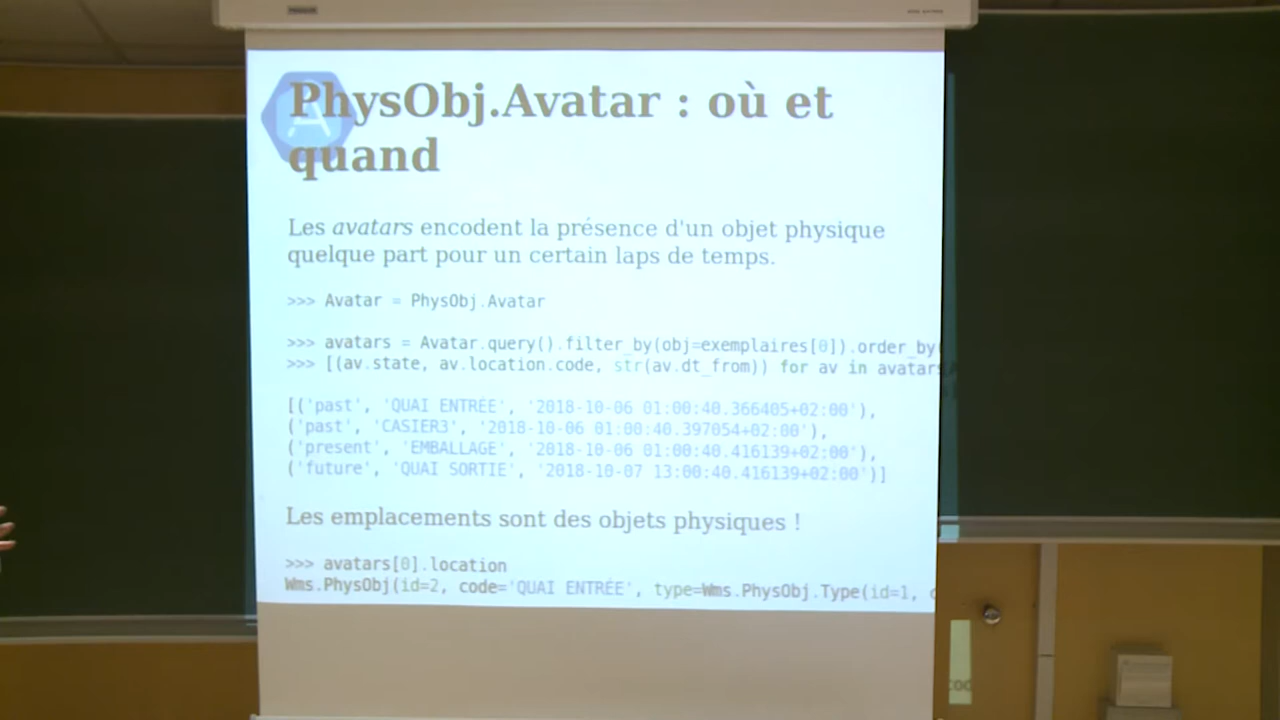 PhysObj.Avatar : où et
quand
Les avatars encodent la présence d'un objet physique
quelque part pour un certain laps de temps.
>>> Avatar = PhysObj.Avatar
>>> avatars = Avatar.query().filter_by(obj=exemplaires[0]).order_by(
>>> [(av.state, av.location.code, str(av.dt_from)) for av in avatars
[('past', 'QUAI ENTRÉE', '2018-10-06 01:00:40.366405+02:00'),
('past', 'CASIER3', '2018-10-06 01:00:40.397054+02:00'),
('present', 'EMBALLAGE', '2018-10-06 01:00:40.416139+02:00'),
('future', 'QUAI SORTIE', '2018-10-07 13:00:40.416139+02:00')]
Les emplacements sont des objets physiques !
>>> avatars[0].location
Wms.PhysObj(id=2, code='QUAI ENTRÉE', type=Wms.PhysObj.Type(id=1, c